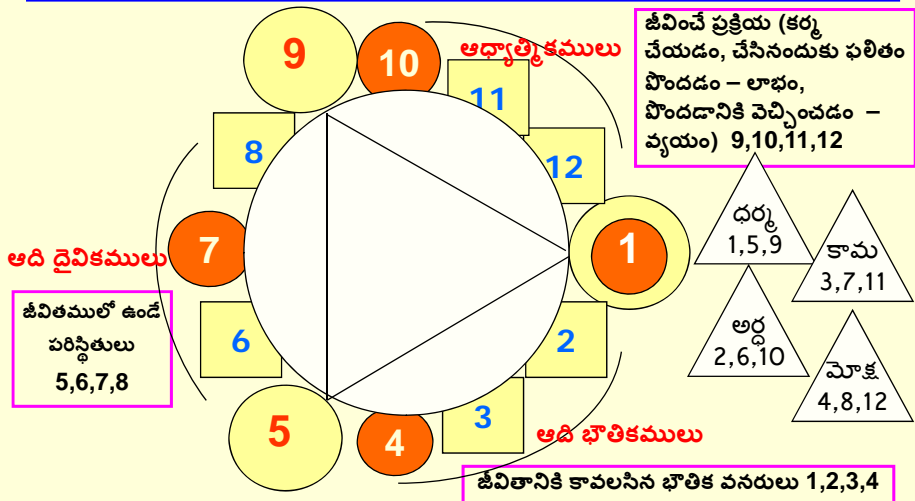 జీవించే ప్రక్రియ (కర్మ
చేయడం, చేసినందుకు ఫలితం
పొందడం – లాభం,
పొందడానికి వెచ్చించడం –
వ్యయం) 9,10,11,12
ఆధ్యాత్మికములు
9
10
11
8
12
7
1
6
2
5
4
3
ధర్మ
1,5,9
కామ
3,7,11
అర్ధ
2,6,10
మోక్ష
4,8,12
ఆది దైవికములు
జీవితములో ఉండే
పరిస్థితులు
5,6,7,8
ఆది భౌతికములు
జీవితానికి కావలసిన భౌతిక వనరులు 1,2,3,4